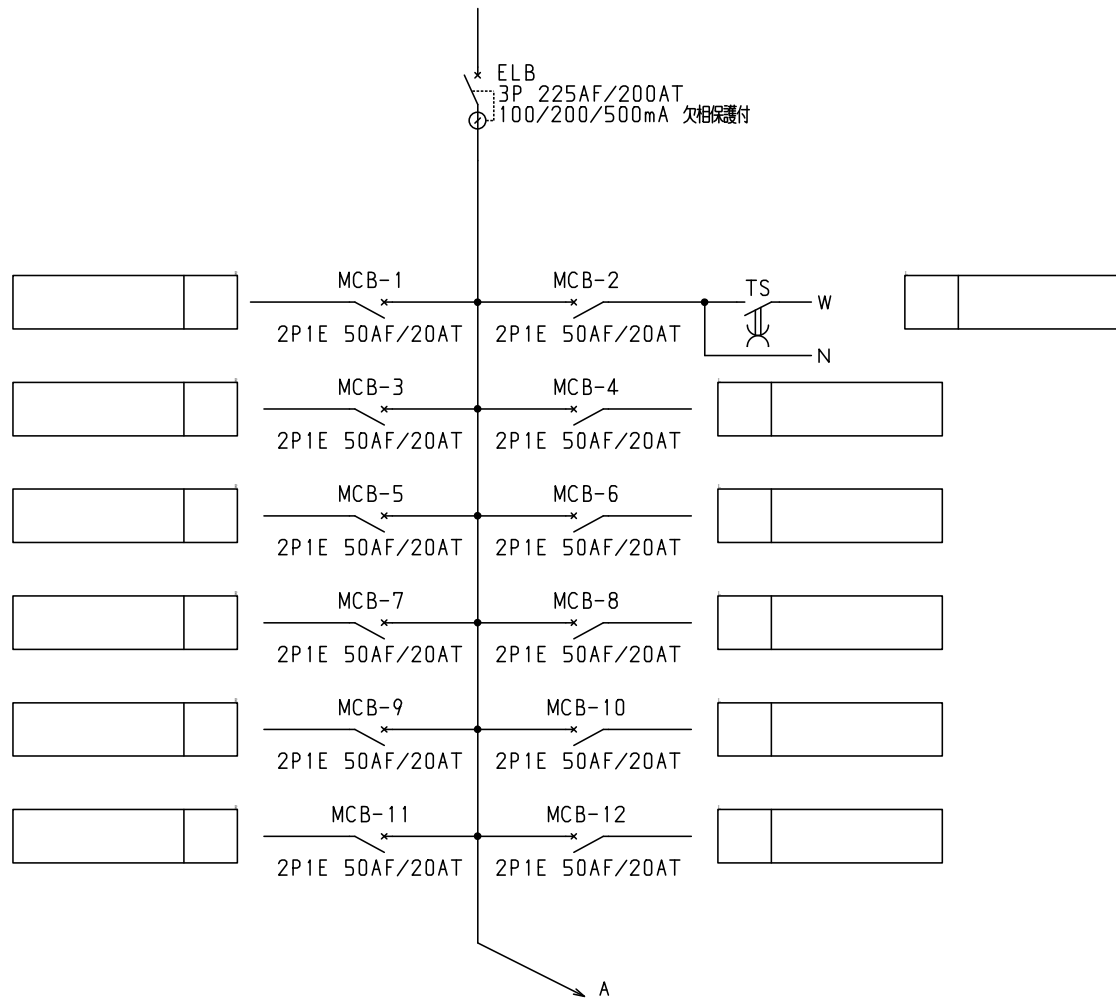 ELB
3P 225AF/200AT
100/200/500mA 欠相保護付
MCB-1 MCB-2 TS W
2P1E 50AF/20AT 2P1E 50AF/20AT
N
MCB-3 MCB-4
2P1E 50AF/20AT 2P1E 50AF/20AT
MCB-5 MCB-6
2P1E 50AF/20AT 2P1E 50AF/20AT
MCB-7 MCB-8
2P1E 50AF/20AT 2P1E 50AF/20AT
MCB-9 MCB-10
2P1E 50AF/20AT 2P1E 50AF/20AT
MCB-11 MCB-12
2P1E 50AF/20AT 2P1E 50AF/20AT
A